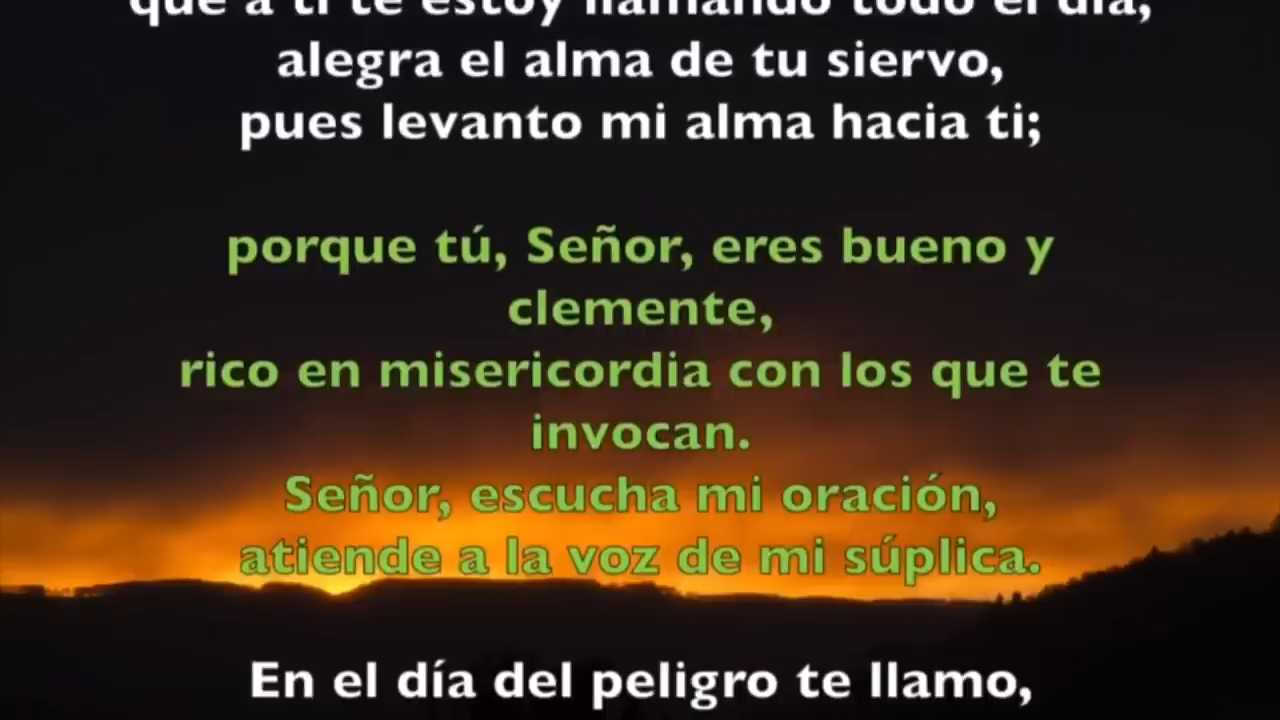 que a ti te estoy llamando todo el día,
alegra el alma de tu siervo,
pues levanto mi alma hacia ti;
porque tú, Señor, eres bueno y
clemente,
rico en misericordia con los que te
invocan.
Señor, escucha mi oración,
atiende a la voz de mi súplica.
En el día del peligro te llamo,